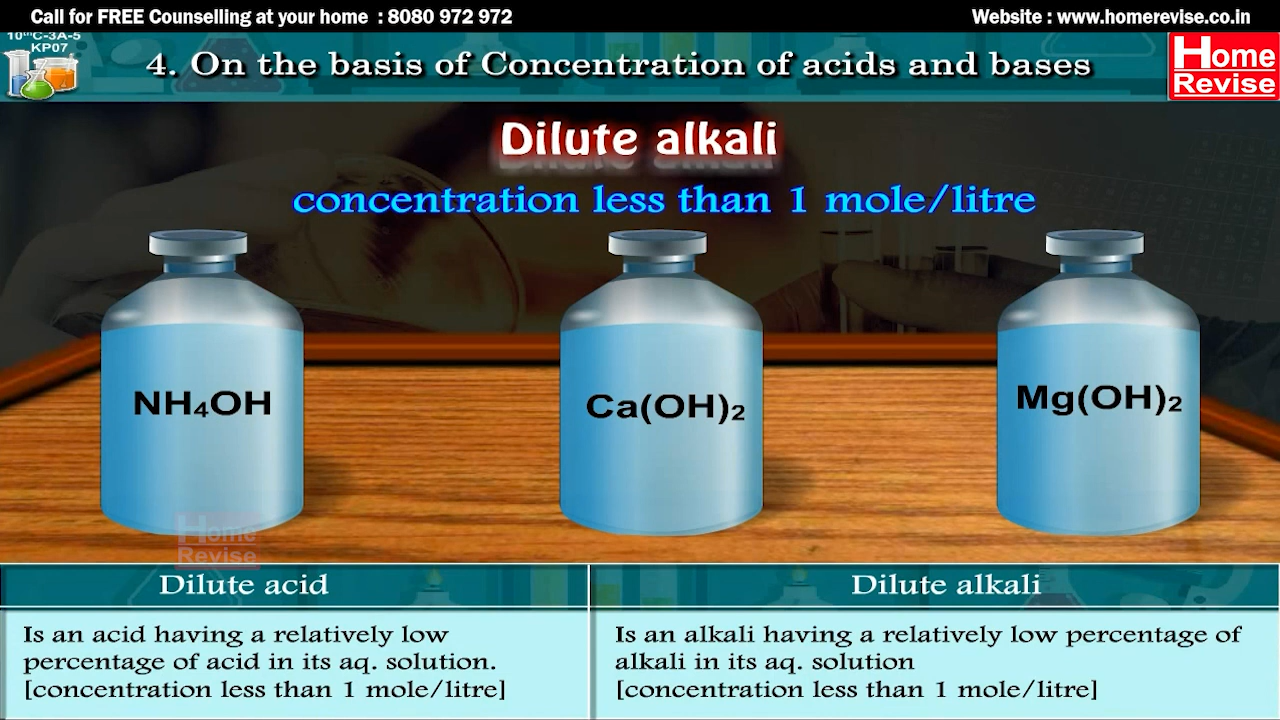 Call for FREE Counselling at your home : 8080 972 972
Website : www.homerevise.co.in
10thC-3A-5
KP07
4. On the basis of Concentration of acids and bases
Home
Revise
Dilute alkali
concentration less than 1 mole/litre
NH₄OH
Ca(OH)₂
Mg(OH)₂
Home
Revise
Dilute acid
Dilute alkali
Is an acid having a relatively low
percentage of acid in its aq. solution.
[concentration less than 1 mole/litre]
Is an alkali having a relatively low percentage of
alkali in its aq. solution
[concentration less than 1 mole/litre]